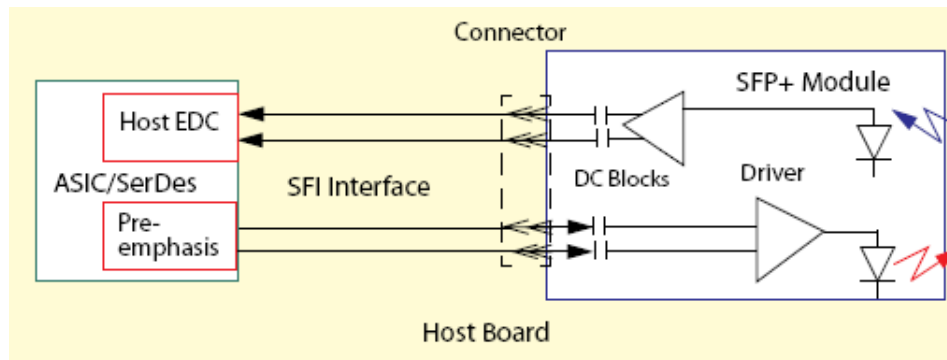 Connector
SFP+ Module
Host EDC
ASIC/SerDes
SFI Interface
DC Blocks
Driver
Pre-
emphasis
Host Board